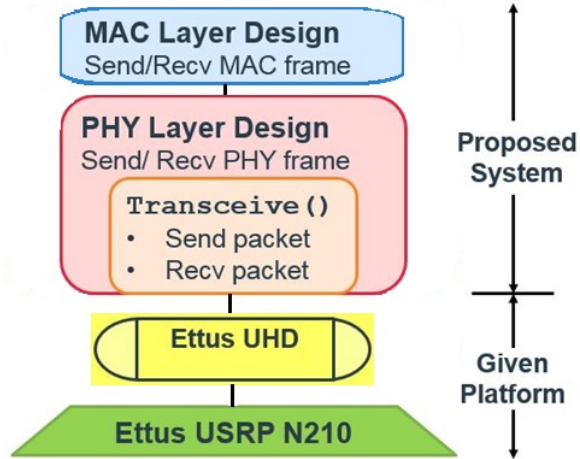 MAC Layer Design
Send/Recv MAC frame
PHY Layer Design
Send/ Recv PHY frame
Transceive()
• Send packet
• Recv packet
Ettus UHD
Ettus USRP N210
Proposed
System
Given
Platform